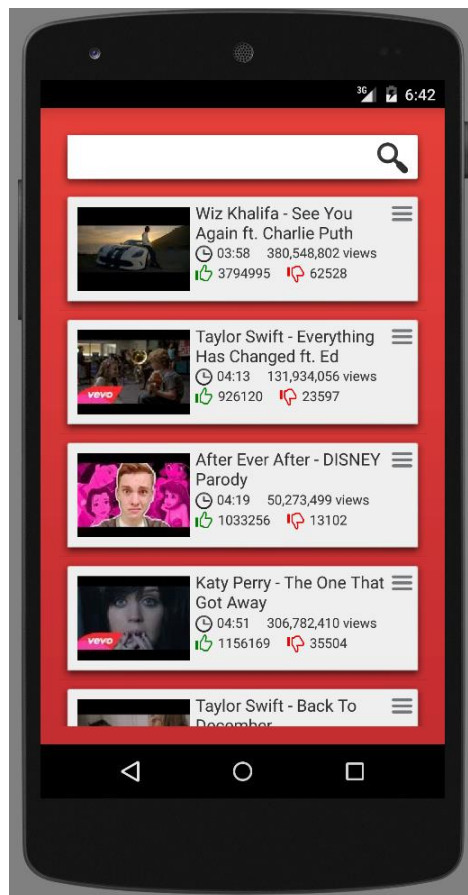 3G 6:42
Wiz Khalifa - See You
Again ft. Charlie Puth
03:58 380,548,802 views
3794995 62528
Taylor Swift - Everything
Has Changed ft. Ed
04:13 131,934,056 views
926120 23597
vevo
After Ever After - DISNEY
Parody
04:19 50,273,499 views
1033256 13102
Katy Perry - The One That
Got Away
04:51 306,782,410 views
1156169 35504
vevo
Taylor Swift - Back To
December